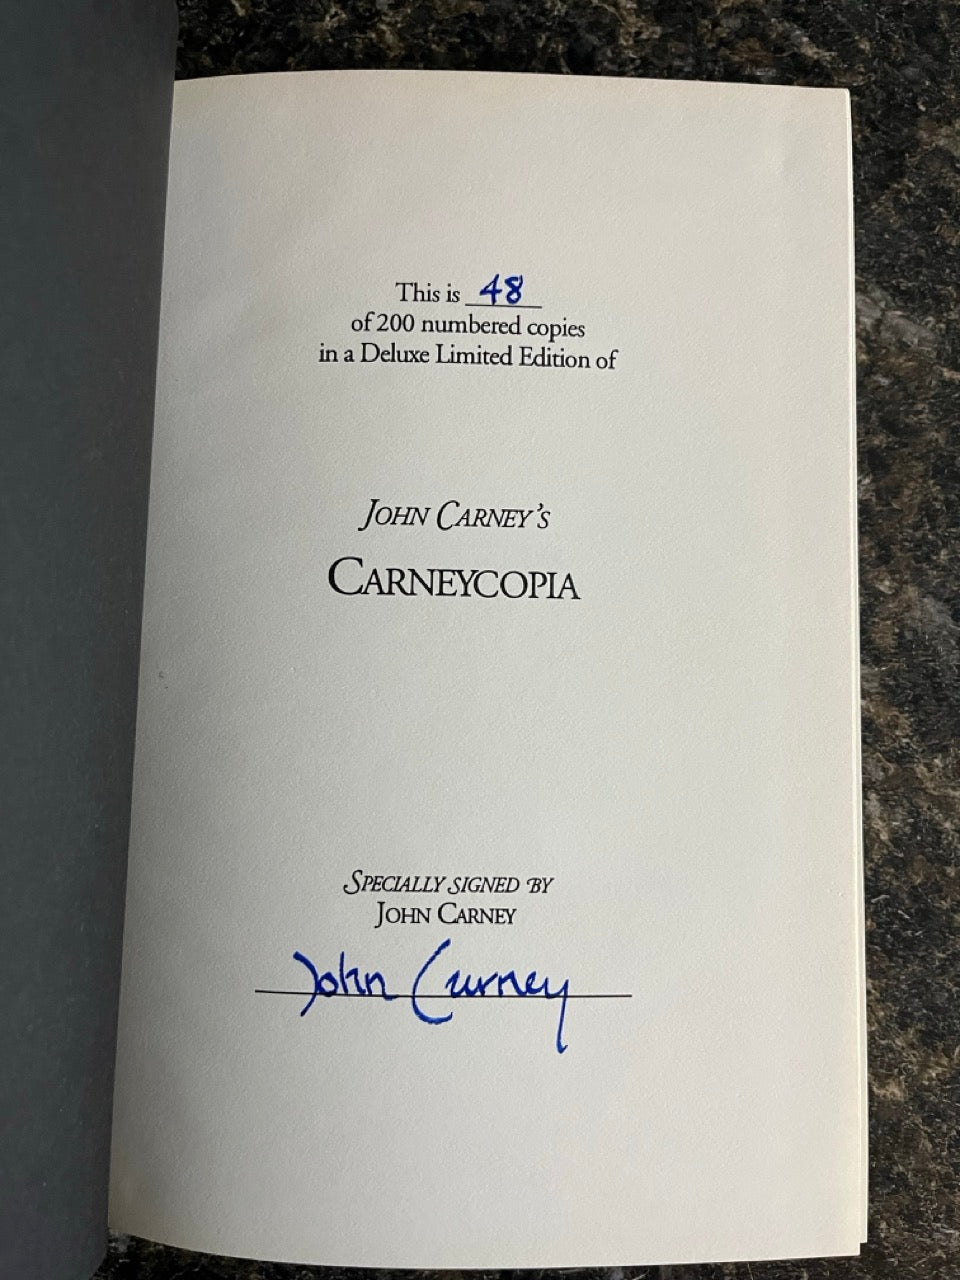 This is 48
of 200 numbered copies
in a Deluxe Limited Edition of
John Carney's
Carneycopia
Specially signed by
John Carney
John Carney